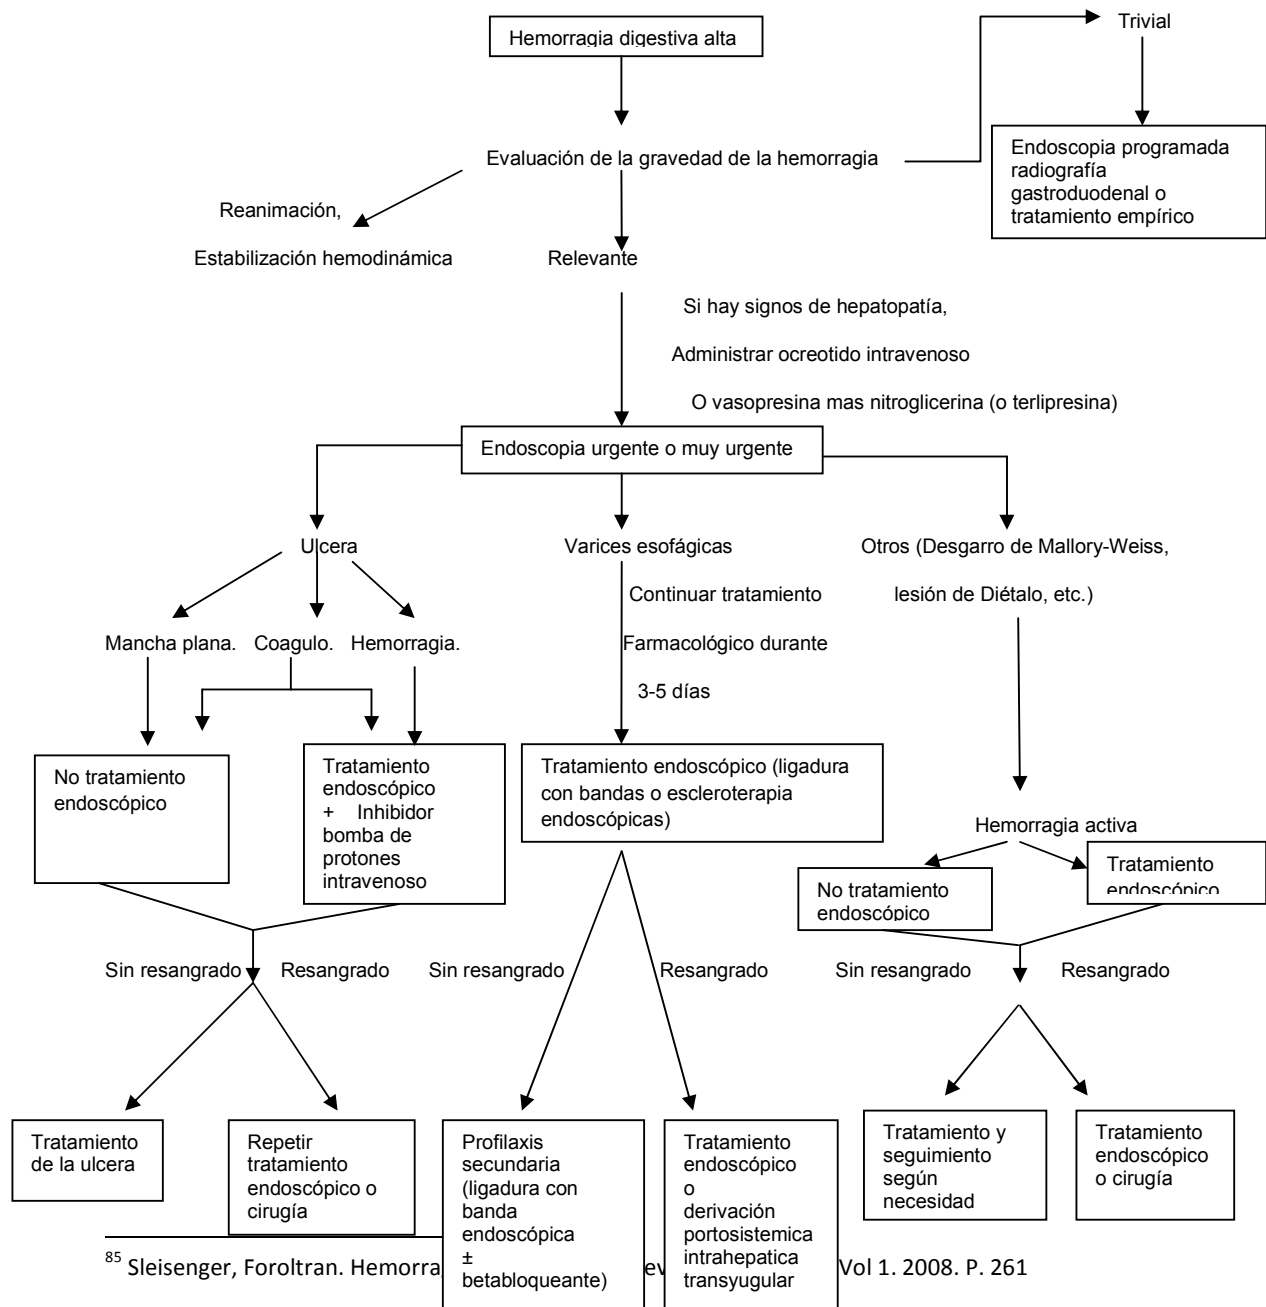 Hemorragia digestiva alta
Trivial
Endoscopia programada
radiografía
gastroduodenal o
tratamiento empírico
Evaluación de la gravedad de la hemorragia
Reanimación,
Estabilización hemodinámica
Relevante
Si hay signos de hepatopatía,
Administrar ocreotido intravenoso
O vasopresina mas nitroglicerina (o terlipresina)
Endoscopia urgente o muy urgente
Ulcera
Varices esofágicas
Otros (Desgarro de Mallory-Weiss,
lesión de Diétalo, etc.)
Continuar tratamiento
Farmacológico durante
3-5 días
Mancha plana.
Coagulo.
Hemorragia.
No tratamiento
endoscópico
Tratamiento
endoscópico
+ Inhibidor
bomba de
protones
intravenoso
Tratamiento endoscópico (ligadura
con bandas o escleroterapia
endoscópicas)
Hemorragia activa
No tratamiento
endoscópico
Tratamiento
endoscópico
Sin resangrado
Resangrado
Sin resangrado
Resangrado
Sin resangrado
Resangrado
Tratamiento
de la ulcera
Repetir
tratamiento
endoscópico o
cirugía
Profilaxis
secundaria
(ligadura con
banda
endoscópica
±
betabloqueante)
Tratamiento
endoscópico
o
derivación
portosistemica
intrahepatica
transyugular
Tratamiento y
seguimiento
según
necesidad
Tratamiento
endoscópico
o cirugía
85 Sleisenger, Foroltran. Vol 1. 2008. P. 261